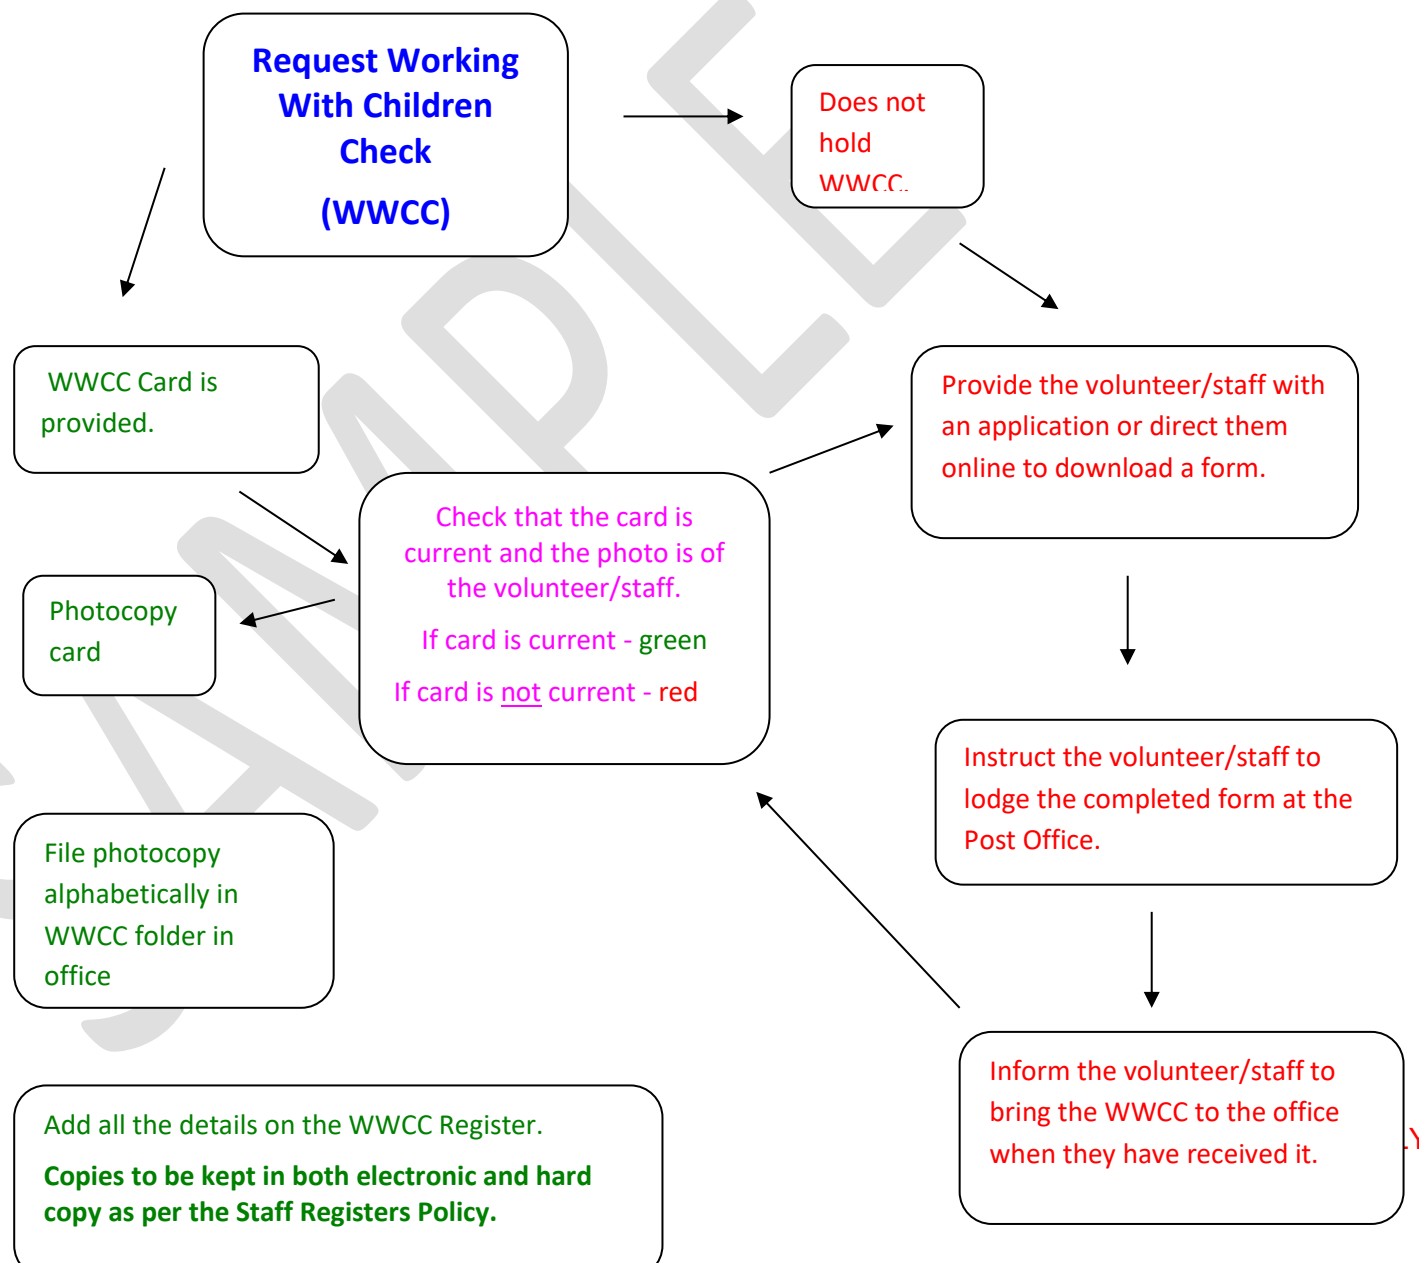 Request Working
With Children
Check
(WWCC)
Does not
hold
WWCC.
WWCC Card is
provided.
Provide the volunteer/staff with
an application or direct them
online to download a form.
Check that the card is
current and the photo is of
the volunteer/staff.
If card is current - green
If card is not current - red
Photocopy
card
Instruct the volunteer/staff to
lodge the completed form at the
Post Office.
File photocopy
alphabetically in
WWCC folder in
office
Inform the volunteer/staff to
bring the WWCC to the office
when they have received it.
Add all the details on the WWCC Register.
Copies to be kept in both electronic and hard
copy as per the Staff Registers Policy.
SAMPLE